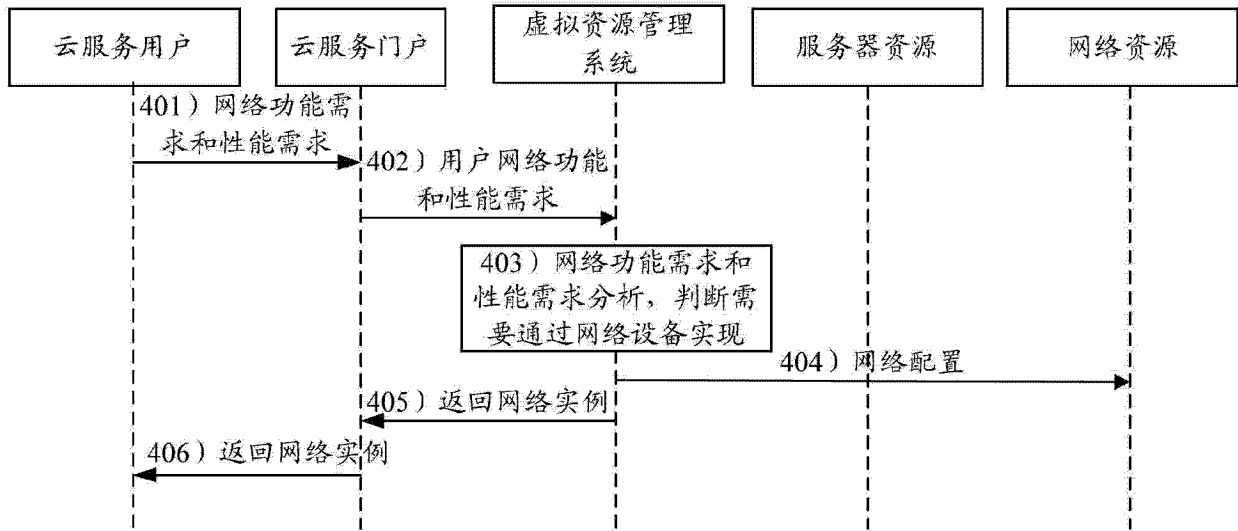 云服务用户
云服务门户
虚拟资源管理
系统
服务器资源
网络资源
401）网络功能需
求和性能需求
402）用户网络功能
和性能需求
403）网络功能需求和
性能需求分析，判断需
要通过网络设备实现
404）网络配置
405）返回网络实例
406）返回网络实例